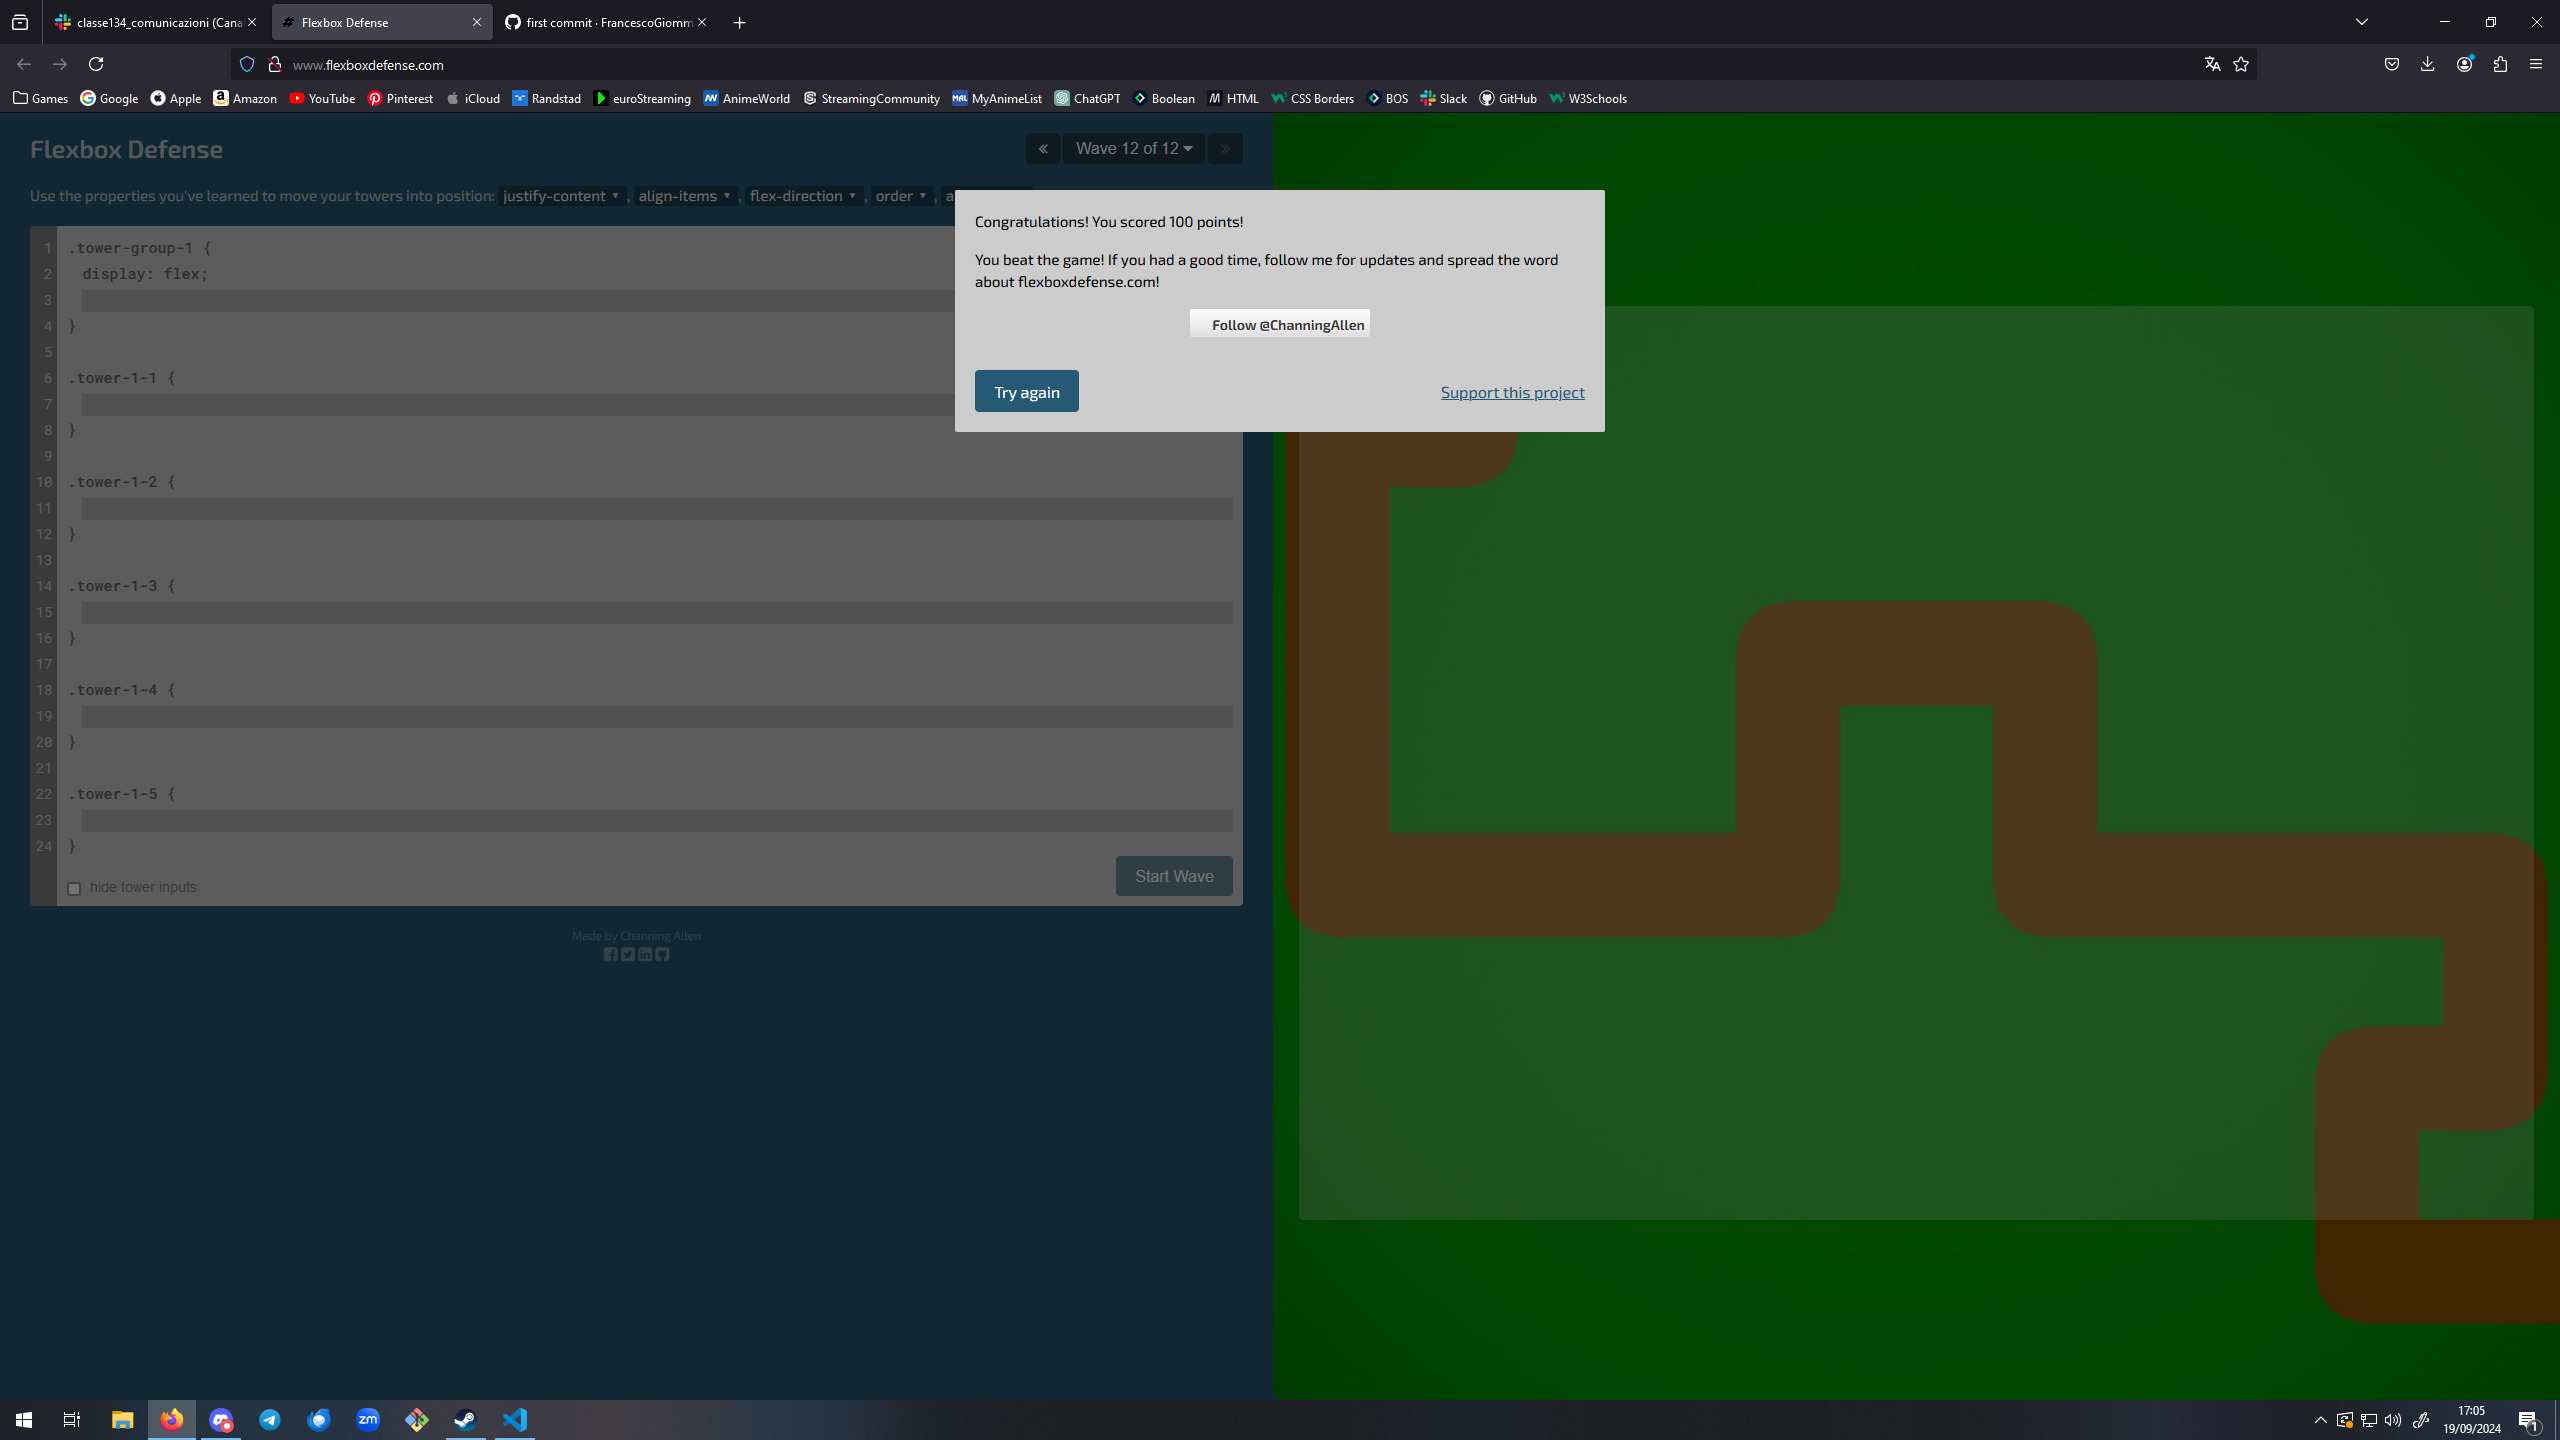 classe134_comunicazioni (Cana
Flexbox Defense
first commit · FrancescoGiomm
www.flexboxdefense.com
Games
Google
Apple
Amazon
YouTube
Pinterest
iCloud
Randstad
euroStreaming
AnimeWorld
StreamingCommunity
MyAnimeList
ChatGPT
Boolean
HTML
CSS Borders
BOS
Slack
GitHub
W3Schools
Flexbox Defense
« Wave 12 of 12 »
Use the properties you've learned to move your towers into position: justify-content ▼ , align-items ▼ , flex-direction ▼ , order ▼ , a
Congratulations! You scored 100 points!
You beat the game! If you had a good time, follow me for updates and spread the word
about flexboxdefense.com!
Follow @ChanningAllen
Try again
Support this project
1 .tower-group-1 {
2 display: flex;
3
4 }
5
6 .tower-1-1 {
7
8 }
9
10 .tower-1-2 {
11
12 }
13
14 .tower-1-3 {
15
16 }
17
18 .tower-1-4 {
19
20 }
21
22 .tower-1-5 {
23
24 }
hide tower inputs
Start Wave
Made by Channing Allen
zm
17:05
19/09/2024
1